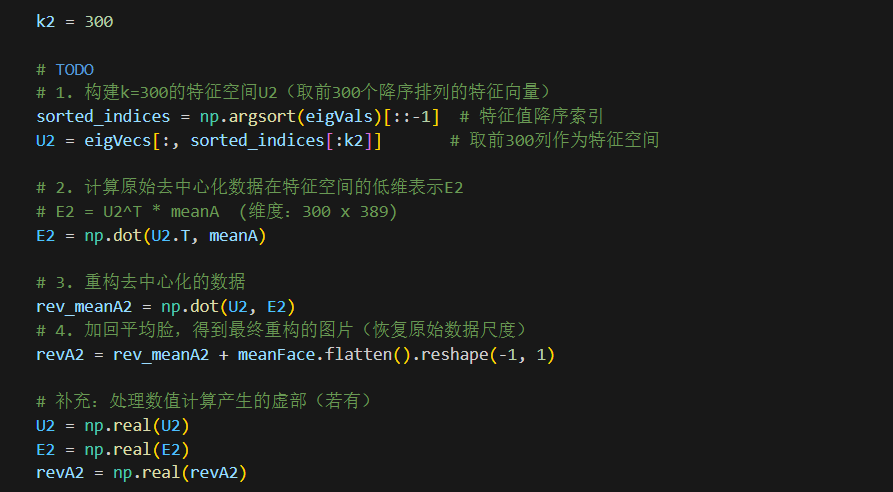 k2 = 300
# TODO
# 1. 构建k=300的特征空间U2（取前300个降序排列的特征向量）
sorted_indices = np.argsort(eigVals)[::-1]  # 特征值降序索引
U2 = eigVecs[:, sorted_indices[:k2]]        # 取前300列作为特征空间
# 2. 计算原始去中心化数据在特征空间的低维表示E2
# E2 = U2^T * meanA （维度：300 x 389）
E2 = np.dot(U2.T, meanA)
# 3. 重构去中心化的数据
rev_meanA2 = np.dot(U2, E2)
# 4. 加回平均脸，得到最终重构的图片（恢复原始数据尺度）
revA2 = rev_meanA2 + meanFace.flatten().reshape(-1, 1)
# 补充：处理数值计算产生的虚部（若有）
U2 = np.real(U2)
E2 = np.real(E2)
revA2 = np.real(revA2)